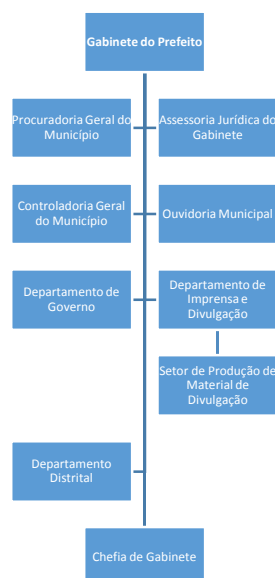 Gabinete do Prefeito
Procuradoria Geral do
Município
Assessoria Jurídica do
Gabinete
Controladoria Geral
do Município
Ouvidoria Municipal
Departamento de
Governo
Departamento de
Imprensa e
Divulgação
Setor de Produção de
Material de
Divulgação
Departamento
Distrital
Chefia de Gabinete